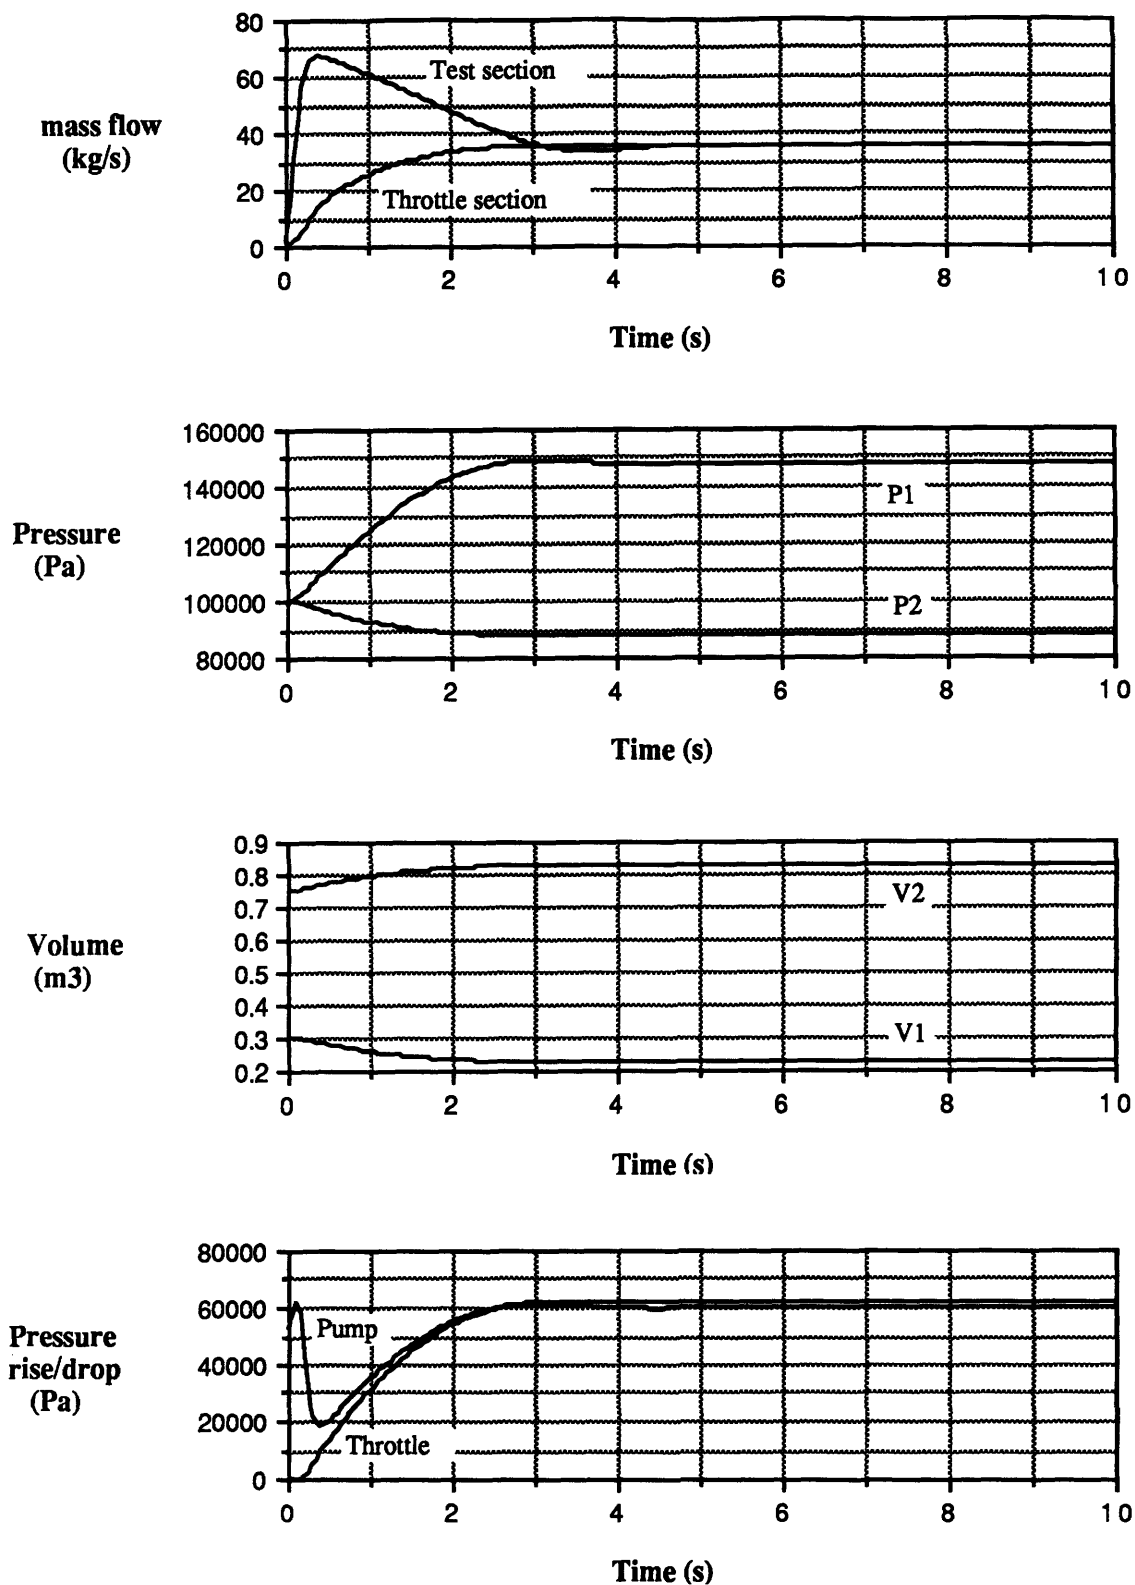 80
60
40
20
0
mass flow
(kg/s)
Test section
Throttle section
0 2 4 6 8 10
Time (s)
160000
140000
120000
100000
80000
Pressure
(Pa)
P1
P2
0 2 4 6 8 10
Time (s)
0.9
0.8
0.7
0.6
0.5
0.4
0.3
0.2
Volume
(m3)
V2
V1
0 2 4 6 8 10
Time (s)
80000
60000
40000
20000
0
Pressure
rise/drop
(Pa)
Pump
Throttle
0 2 4 6 8 10
Time (s)